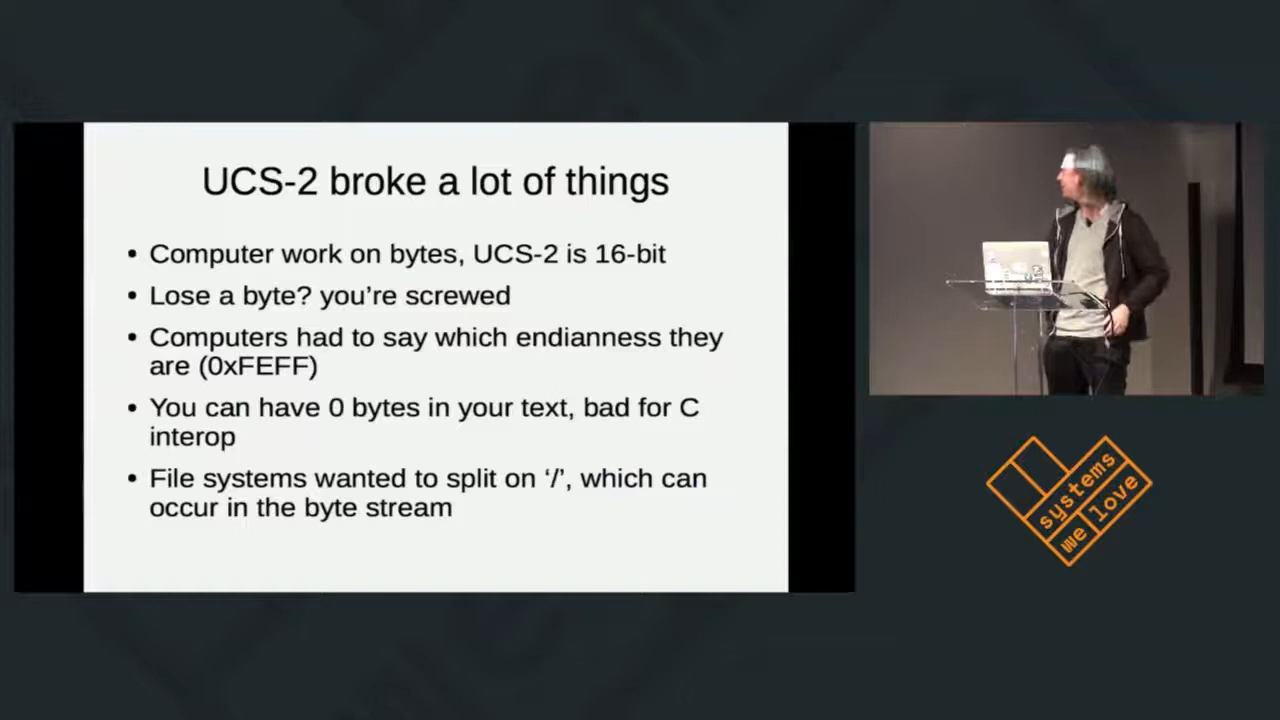 UCS-2 broke a lot of things
• Computer work on bytes, UCS-2 is 16-bit
• Lose a byte? you’re screwed
• Computers had to say which endianness they
are (0xFEFF)
• You can have 0 bytes in your text, bad for C
interop
• File systems wanted to split on ‘/’, which can
occur in the byte stream
systems
we love